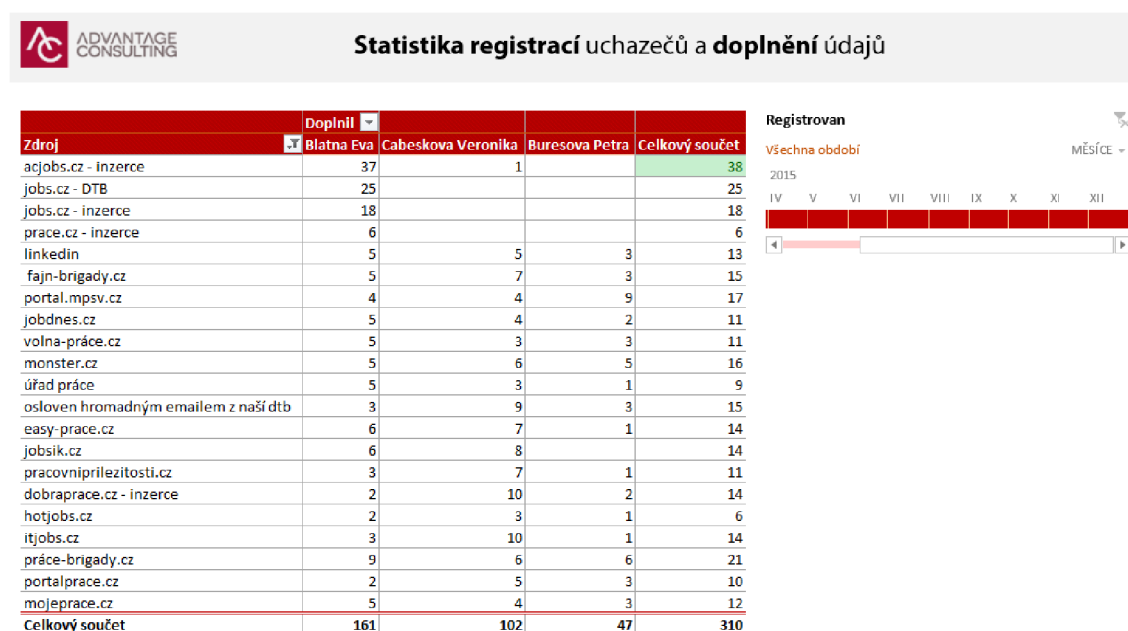 ADVANTAGE
CONSULTING
Statistika registrací uchazečů a doplnění údajů
Doplnil
Zdroj Blatna Eva Cabeskova Veronika Buresova Petra Celkový součet
acjobs.cz - inzerce 37 1 38
jobs.cz - DTB 25 25
jobs.cz - inzerce 18 18
prace.cz - inzerce 6 6
linkedin 5 5 3 13
fajn-brigady.cz 5 7 3 15
portal.mpsv.cz 4 4 9 17
jobdnes.cz 5 4 2 11
volna-práce.cz 5 3 3 11
monster.cz 5 6 5 16
úřad práce 5 3 1 9
osloven hromadným emailem z naší dtb 3 9 3 15
easy-prace.cz 6 7 1 14
jobsik.cz 6 8 14
pracovniprilezitosti.cz 3 7 1 11
dobraprace.cz - inzerce 2 10 2 14
hotjobs.cz 2 3 1 6
itjobs.cz 3 10 1 14
práce-brigady.cz 9 6 6 21
portalprace.cz 2 5 3 10
mojeprace.cz 5 4 3 12
Celkový součet 161 102 47 310
Registrovan
Všechna období MĚSÍCE
2015
IV V VI VII VIII IX X XI XII